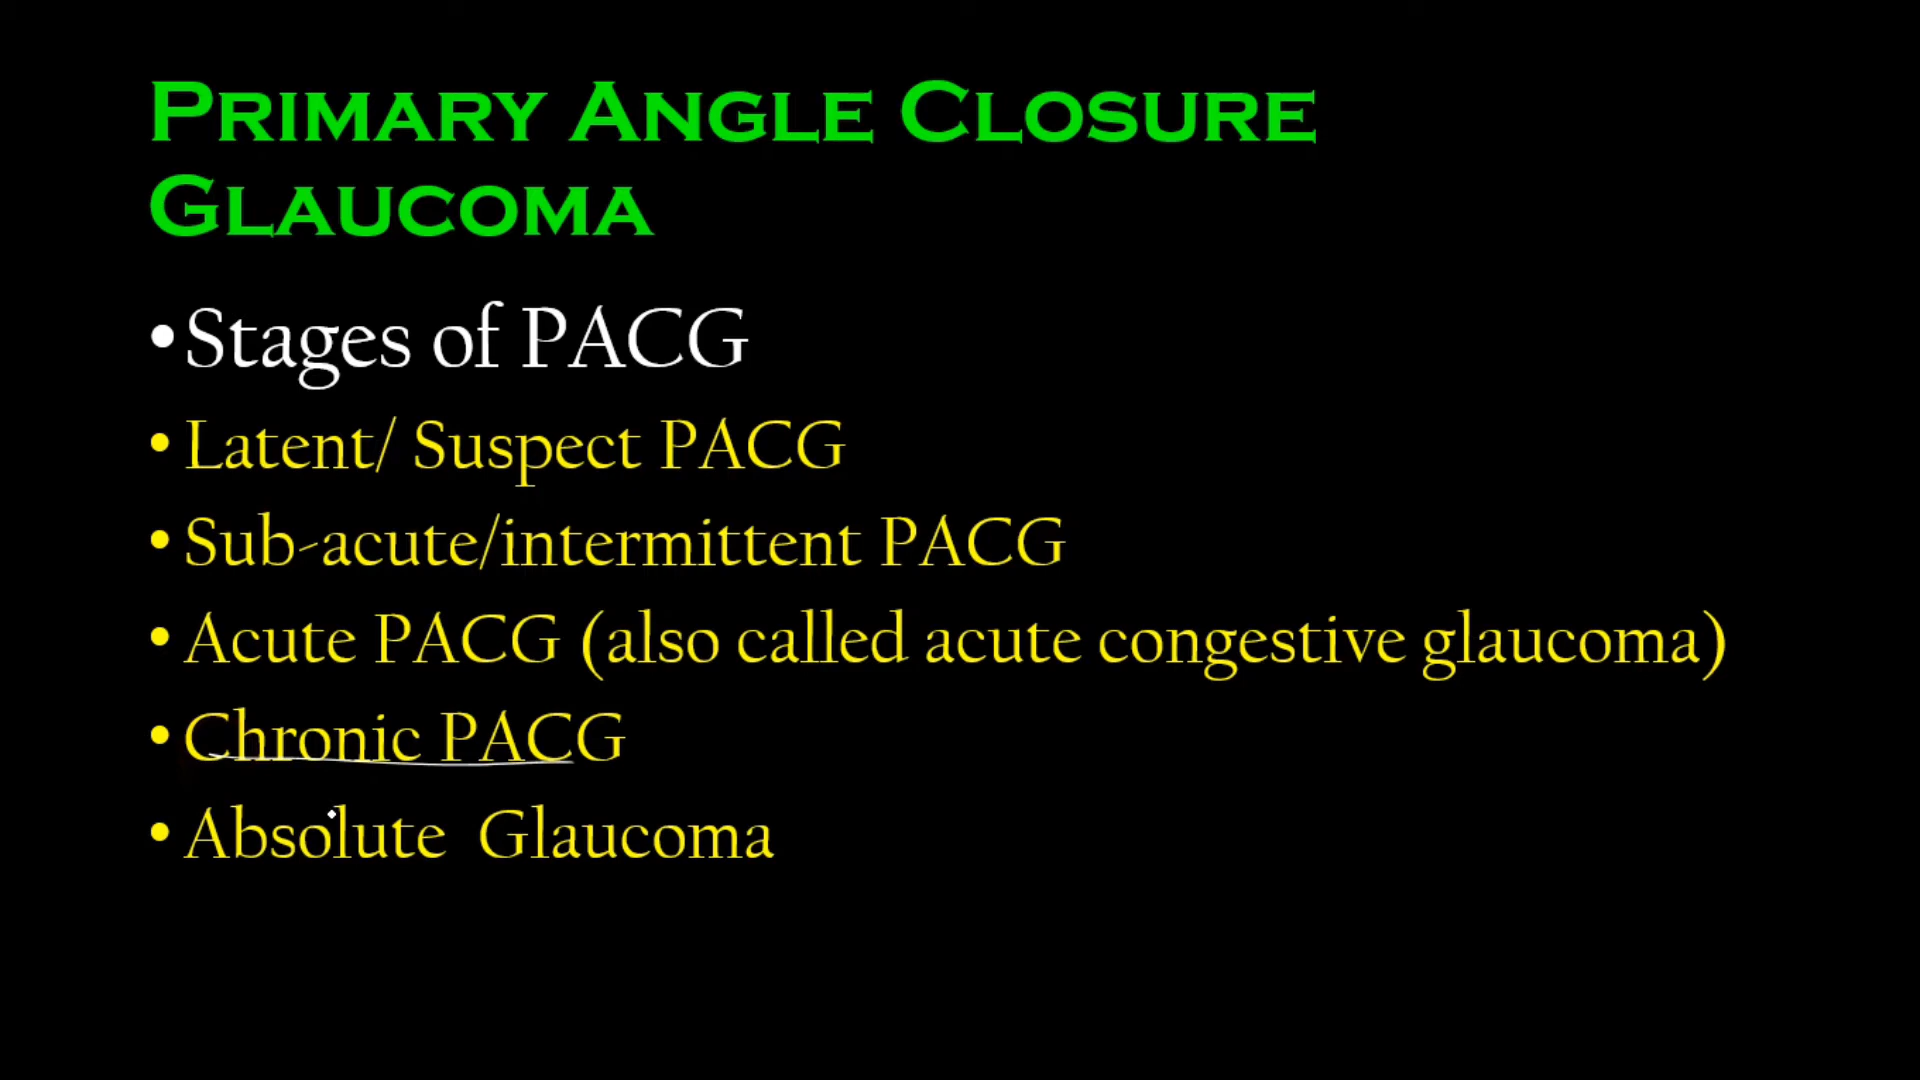 Primary Angle Closure
Glaucoma
•Stages of PACG
• Latent/ Suspect PACG
• Sub-acute/intermittent PACG
• Acute PACG (also called acute congestive glaucoma)
• Chronic PACG
• Absolute Glaucoma